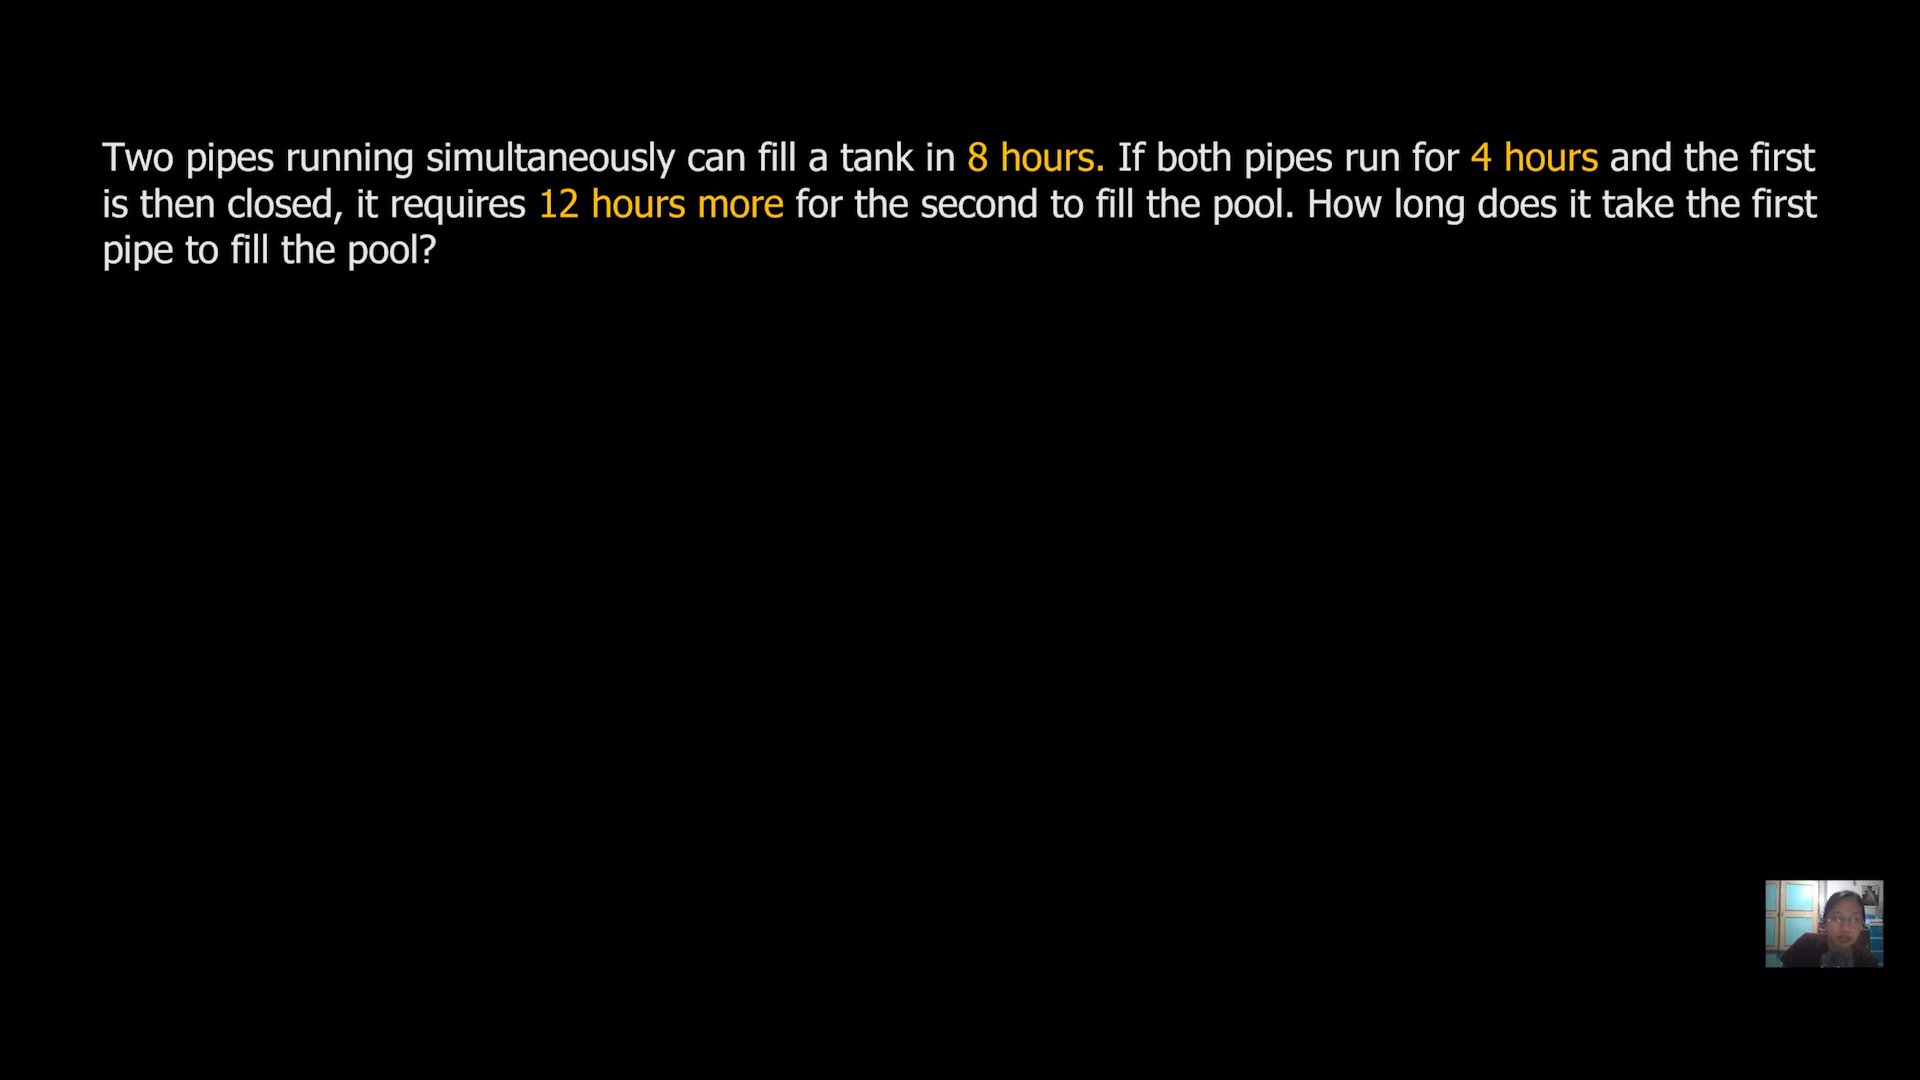 Two pipes running simultaneously can fill a tank in 8 hours. If both pipes run for 4 hours and the first
is then closed, it requires 12 hours more for the second to fill the pool. How long does it take the first
pipe to fill the pool?